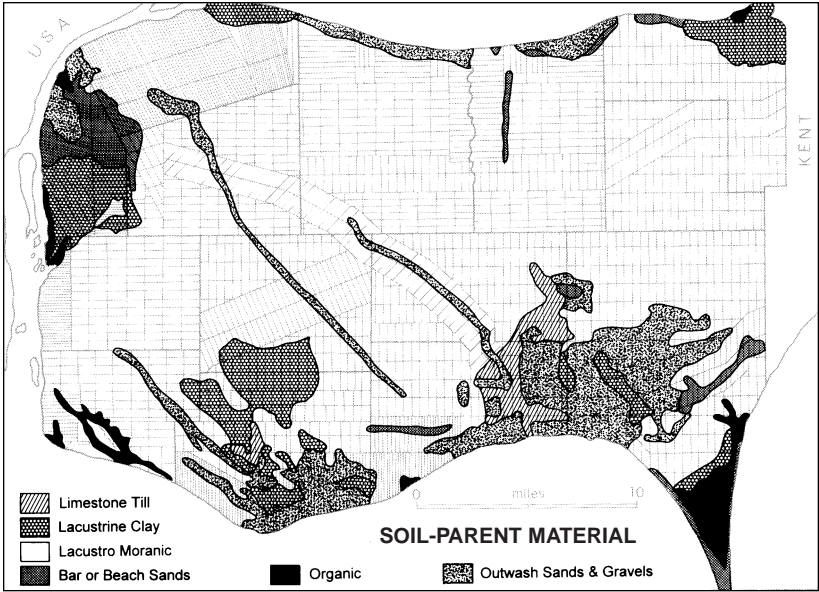 USA
KENT
0 miles 10
SOIL-PARENT MATERIAL
Limestone Till
Lacustrine Clay
Lacustro Moranic
Bar or Beach Sands
Organic
Outwash Sands & Gravels